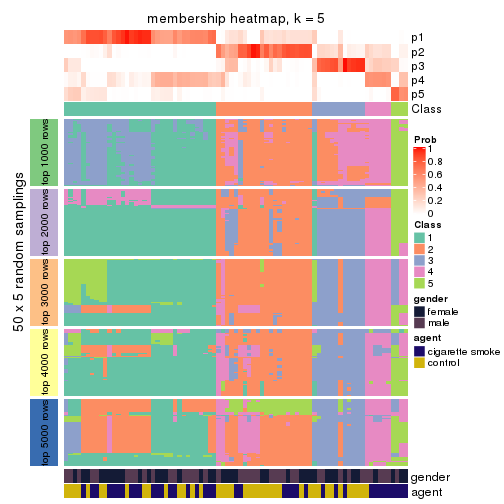 membership heatmap, k = 5
p1
p2
p3
p4
p5
Class
50 x 5 random samplings
top 1000 rows
top 2000 rows
top 3000 rows
top 4000 rows
top 5000 rows
gender
agent
Prob
1
0.8
0.6
0.4
0.2
0
Class
1
2
3
4
5
gender
female
male
agent
cigarette smoke
control